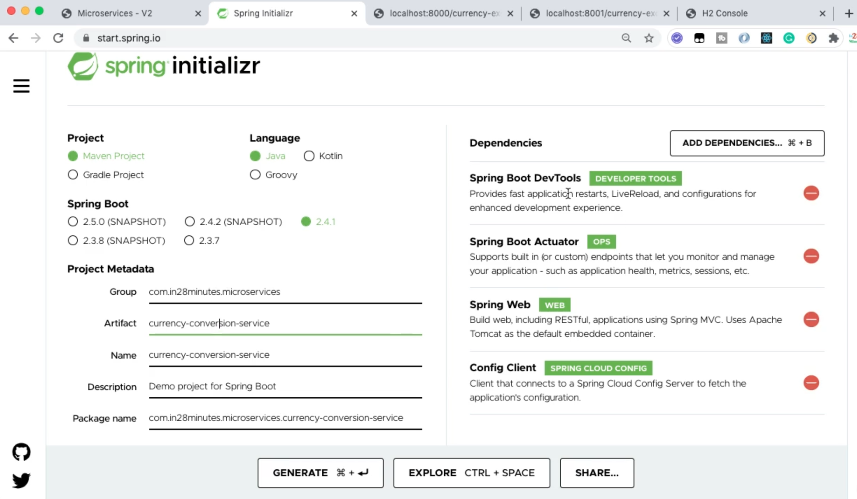 Microservices - V2
Spring Initializr
localhost:8000/currency-ex
localhost:8001/currency-ex
H2 Console
start.spring.io
spring initializr
Project
Maven Project
Gradle Project
Language
Java
Kotlin
Groovy
Spring Boot
2.5.0 (SNAPSHOT)
2.4.2 (SNAPSHOT)
2.4.1
2.3.8 (SNAPSHOT)
2.3.7
Project Metadata
Group com.in28minutes.microservices
Artifact currency-conversion-service
Name currency-conversion-service
Description Demo project for Spring Boot
Package name com.in28minutes.microservices.currency-conversion-service
Dependencies
ADD DEPENDENCIES... ⌘ + B
Spring Boot DevTools DEVELOPER TOOLS
Provides fast application restarts, LiveReload, and configurations for
enhanced development experience.
Spring Boot Actuator OPS
Supports built in (or custom) endpoints that let you monitor and manage
your application - such as application health, metrics, sessions, etc.
Spring Web WEB
Build web, including RESTful, applications using Spring MVC. Uses Apache
Tomcat as the default embedded container.
Config Client SPRING CLOUD CONFIG
Client that connects to a Spring Cloud Config Server to fetch the
application's configuration.
GENERATE ⌘ + ↵
EXPLORE CTRL + SPACE
SHARE...